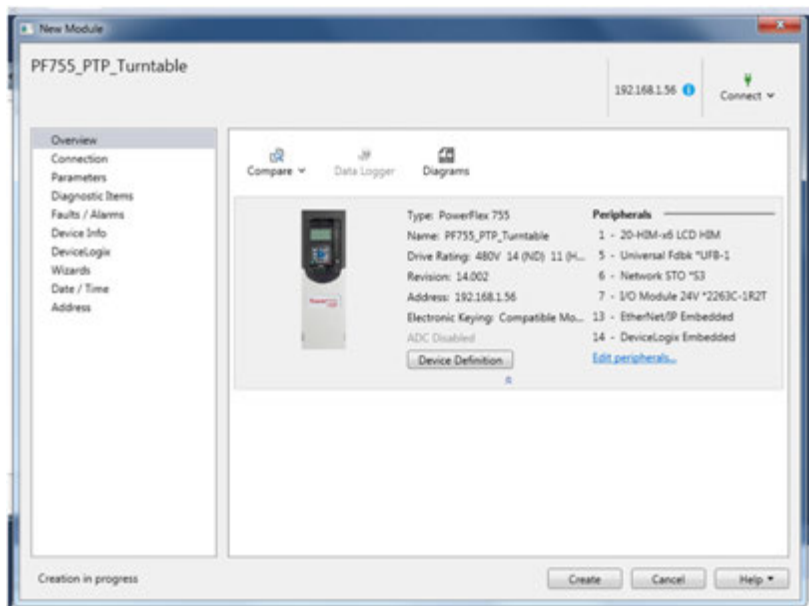 New Module
PF755_PTP_Turntable
192.168.1.56
Connect
Overview
Connection
Parameters
Diagnostic Items
Faults / Alarms
Device Info
DeviceLogix
Wizards
Date / Time
Address
Compare
Data Logger
Diagrams
Type: PowerFlex 755
Name: PF755_PTP_Turntable
Drive Rating: 480V 14 (ND) 11 (H...
Revision: 14.002
Address: 192.168.1.56
Electronic Keying: Compatible Mo...
ADC Disabled
Device Definition
Peripherals
1 - 20-HIM-x6 LCD HIM
5 - Universal Fdbk *UFB-1
6 - Network STO *S3
7 - I/O Module 24V *2263C-1R2T
13 - EtherNet/IP Embedded
14 - DeviceLogix Embedded
Edit peripherals...
Creation in progress
Create
Cancel
Help